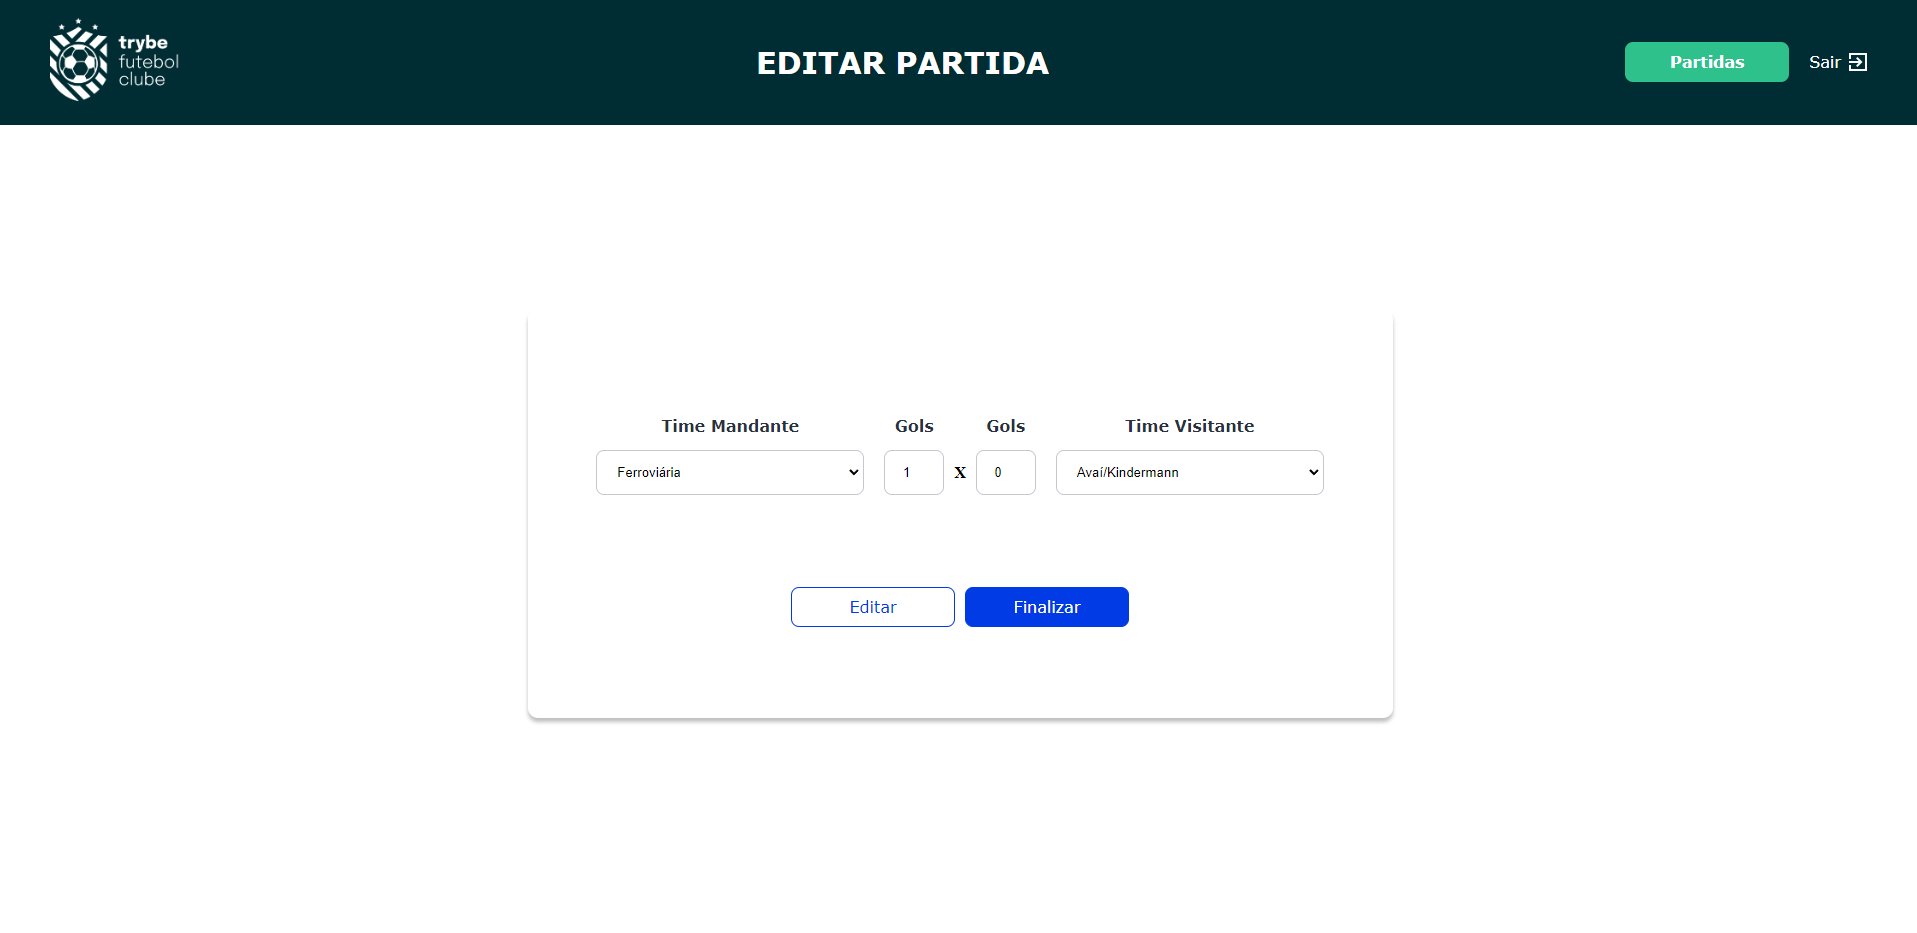 trybe
futebol
clube
EDITAR PARTIDA
Partidas
Sair
Time Mandante
Gols
Gols
Time Visitante
Ferroviária
1
X
0
Avaí/Kindermann
Editar
Finalizar